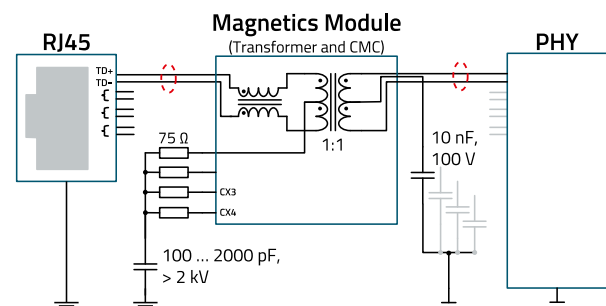 Magnetics Module
(Transformer and CMC)
RJ45
PHY
TD+
TD-
1:1
75 Ω
CX3
CX4
10 nF,
100 V
100 ... 2000 pF,
> 2 kV